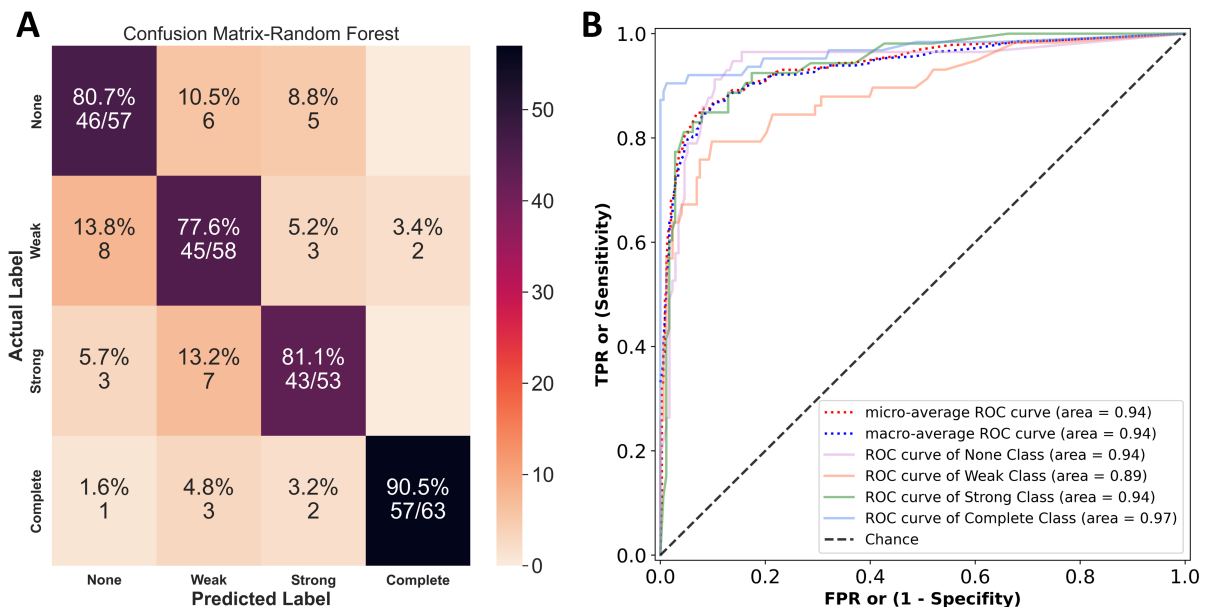 A
Confusion Matrix-Random Forest
Actual Label
None
Weak
Strong
Complete
80.7%
46/57
10.5%
6
8.8%
5
13.8%
8
77.6%
45/58
5.2%
3
3.4%
2
5.7%
3
13.2%
7
81.1%
43/53
1.6%
1
4.8%
3
3.2%
2
90.5%
57/63
None
Weak
Strong
Complete
Predicted Label
50
40
30
20
10
0
B
TPR or (Sensitivity)
1.0
0.8
0.6
0.4
0.2
0.0
micro-average ROC curve (area = 0.94)
macro-average ROC curve (area = 0.94)
ROC curve of None Class (area = 0.94)
ROC curve of Weak Class (area = 0.89)
ROC curve of Strong Class (area = 0.94)
ROC curve of Complete Class (area = 0.97)
Chance
0.0
0.2
0.4
0.6
0.8
1.0
FPR or (1 - Specifity)